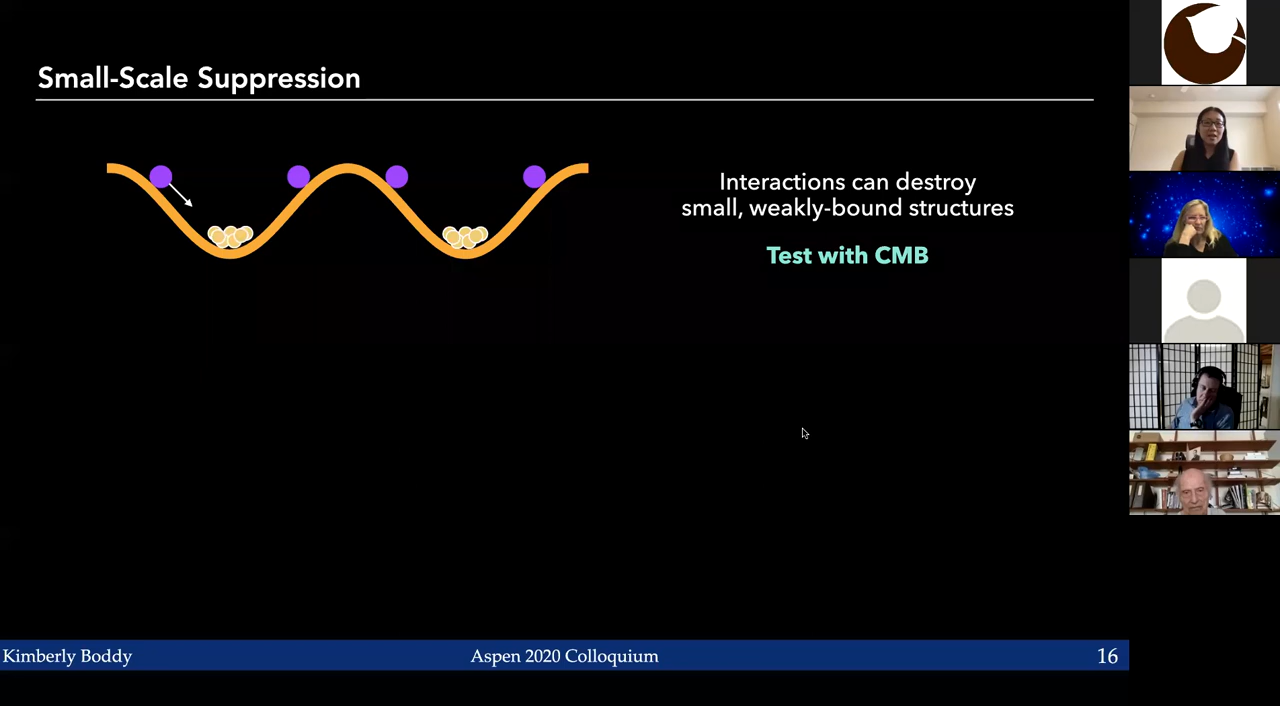 Small-Scale Suppression
Interactions can destroy
small, weakly-bound structures
Test with CMB
Kimberly Boddy
Aspen 2020 Colloquium
16